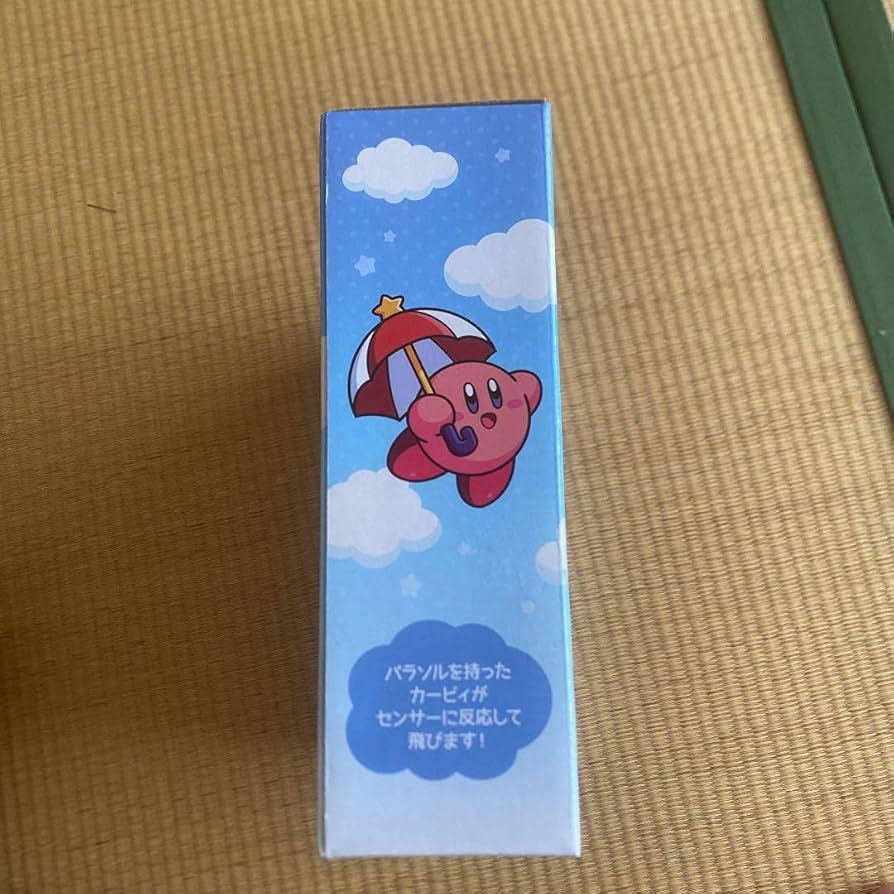 パラソルを持った
カービィが
センサーに反応して
飛びます！